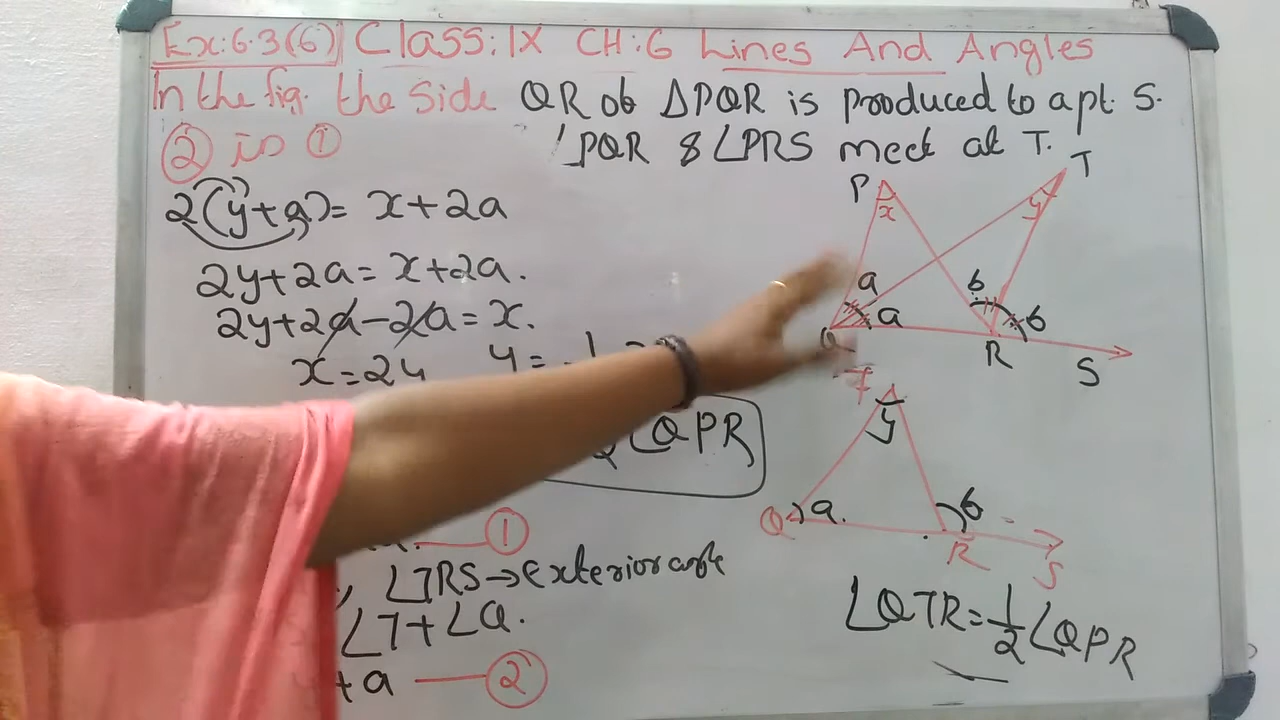 Ex:6.3(6) Class:IX CH:6 Lines And Angles
In the fig. the side QR of ΔPQR is produced to a pt. S.
② in ①
∠PQR & ∠PRS meet at T.
2(y+a)= x+2a
2y+2a=x+2a.
2y+2a-2a=x.
x=2y y=
∠QPR
①
, ∠TRS→exterior angle
∠T+∠Q.
+a ②
P
T
x
y
a
a
b
b
Q
R
S
T
y
Q
a.
b
R
S
∠QTR=1/2∠QPR